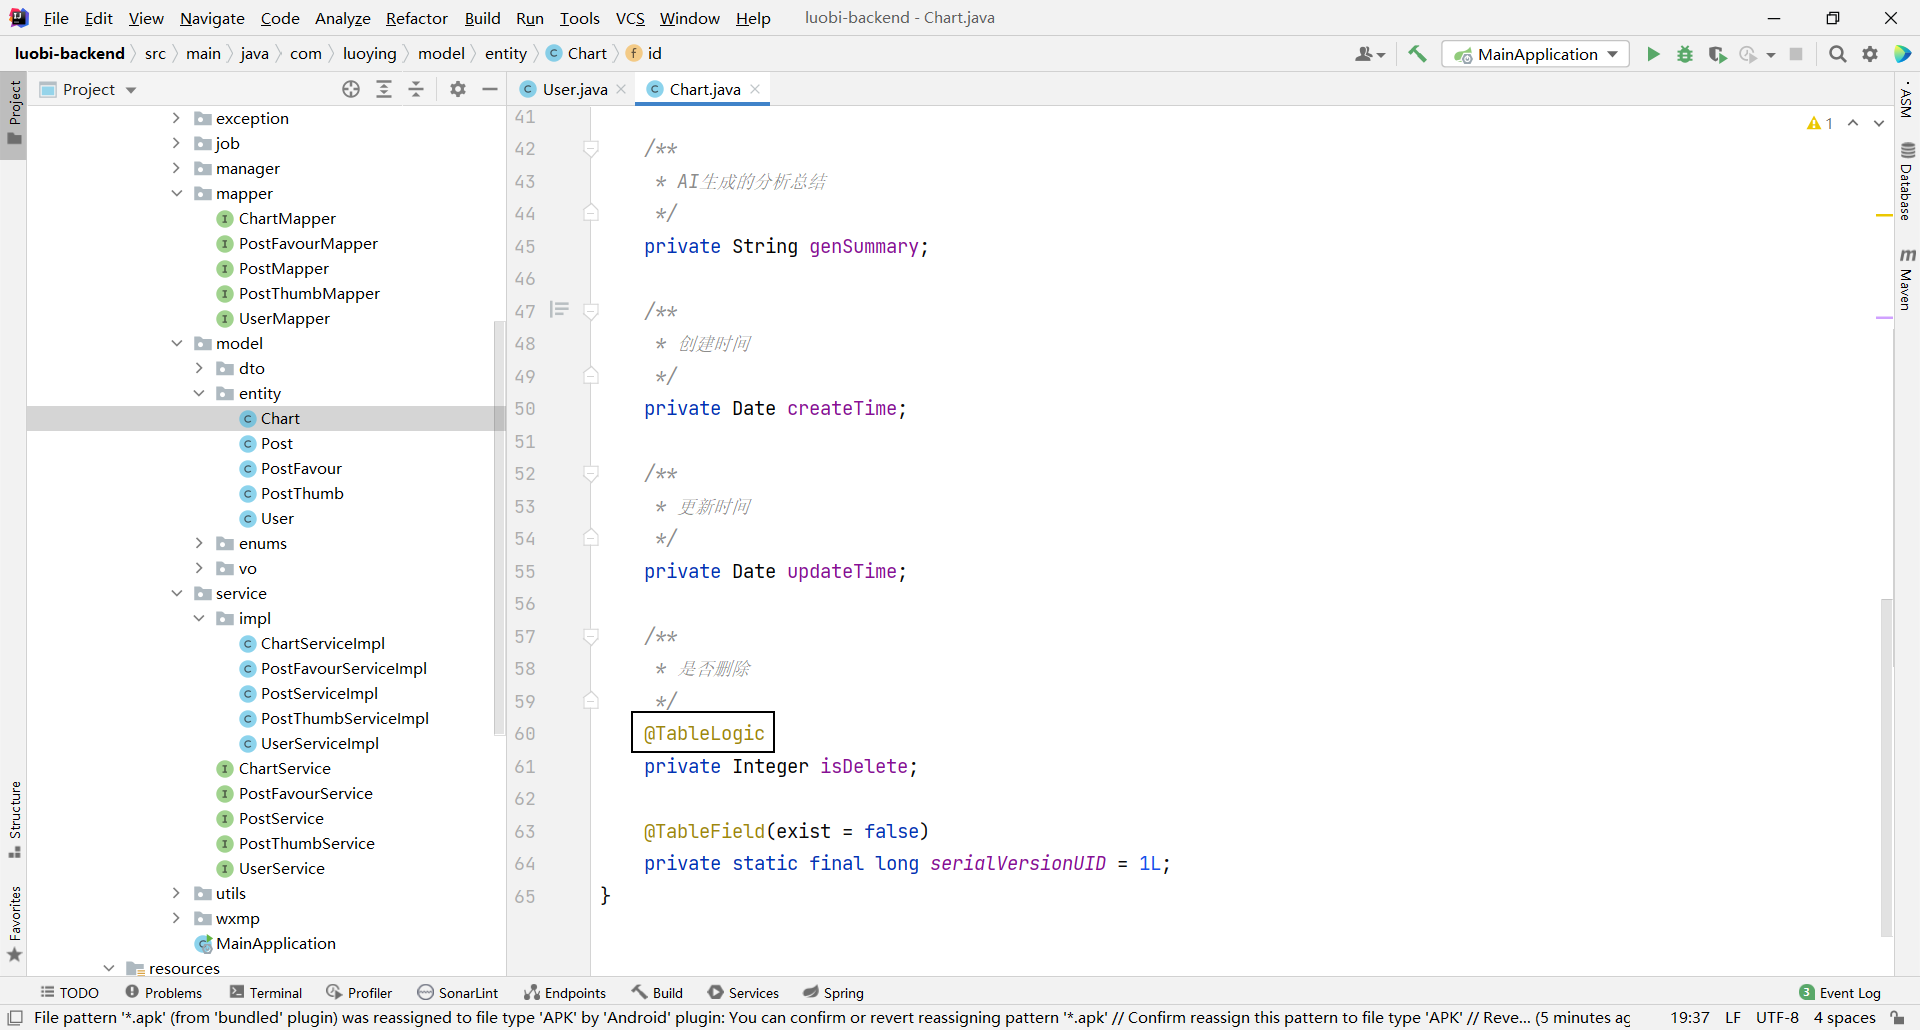 File Edit View Navigate Code Analyze Refactor Build Run Tools VCS Window Help luobi-backend - Chart.java
luobi-backend src main java com luoying model entity C Chart f id MainApplication
Project
Project
User.java
Chart.java
exception
job
manager
mapper
ChartMapper
PostFavourMapper
PostMapper
PostThumbMapper
UserMapper
model
dto
entity
Chart
Post
PostFavour
PostThumb
User
enums
vo
service
impl
ChartServiceImpl
PostFavourServiceImpl
PostServiceImpl
PostThumbServiceImpl
UserServiceImpl
ChartService
PostFavourService
PostService
PostThumbService
UserService
utils
wxmp
MainApplication
resources
Structure
Favorites
41
42 /**
43 * AI生成的分析总结
44 */
45 private String genSummary;
46
47 /**
48 * 创建时间
49 */
50 private Date createTime;
51
52 /**
53 * 更新时间
54 */
55 private Date updateTime;
56
57 /**
58 * 是否删除
59 */
60 @TableLogic
61 private Integer isDelete;
62
63 @TableField(exist = false)
64 private static final long serialVersionUID = 1L;
65 }
1
ASM
Database
m Maven
TODO Problems Terminal Profiler SonarLint Endpoints Build Services Spring 3 Event Log
File pattern '*.apk' (from 'bundled' plugin) was reassigned to file type 'APK' by 'Android' plugin: You can confirm or revert reassigning pattern '*.apk' // Confirm reassign this pattern to file type 'APK' // Reve... (5 minutes ag 19:37 LF UTF-8 4 spaces